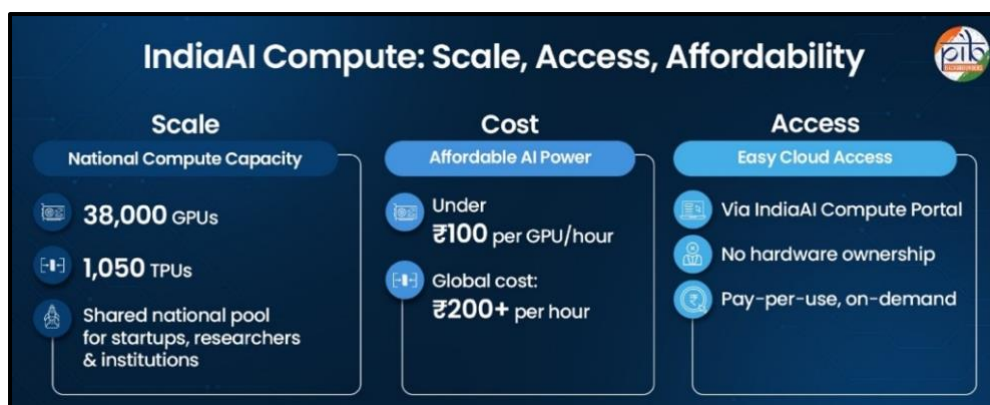 IndiaAI Compute: Scale, Access, Affordability
pib
Scale
National Compute Capacity
38,000 GPUs
1,050 TPUs
Shared national pool
for startups, researchers
& institutions
Cost
Affordable AI Power
Under
₹100 per GPU/hour
Global cost:
₹200+ per hour
Access
Easy Cloud Access
Via IndiaAI Compute Portal
No hardware ownership
Pay-per-use, on-demand